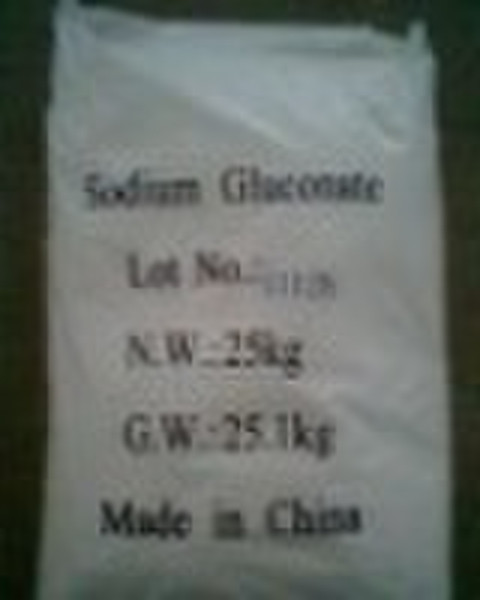 Sodium Gluconate
Lot No.:
N.W.:25kg
G.W.:25.1kg
Made in China